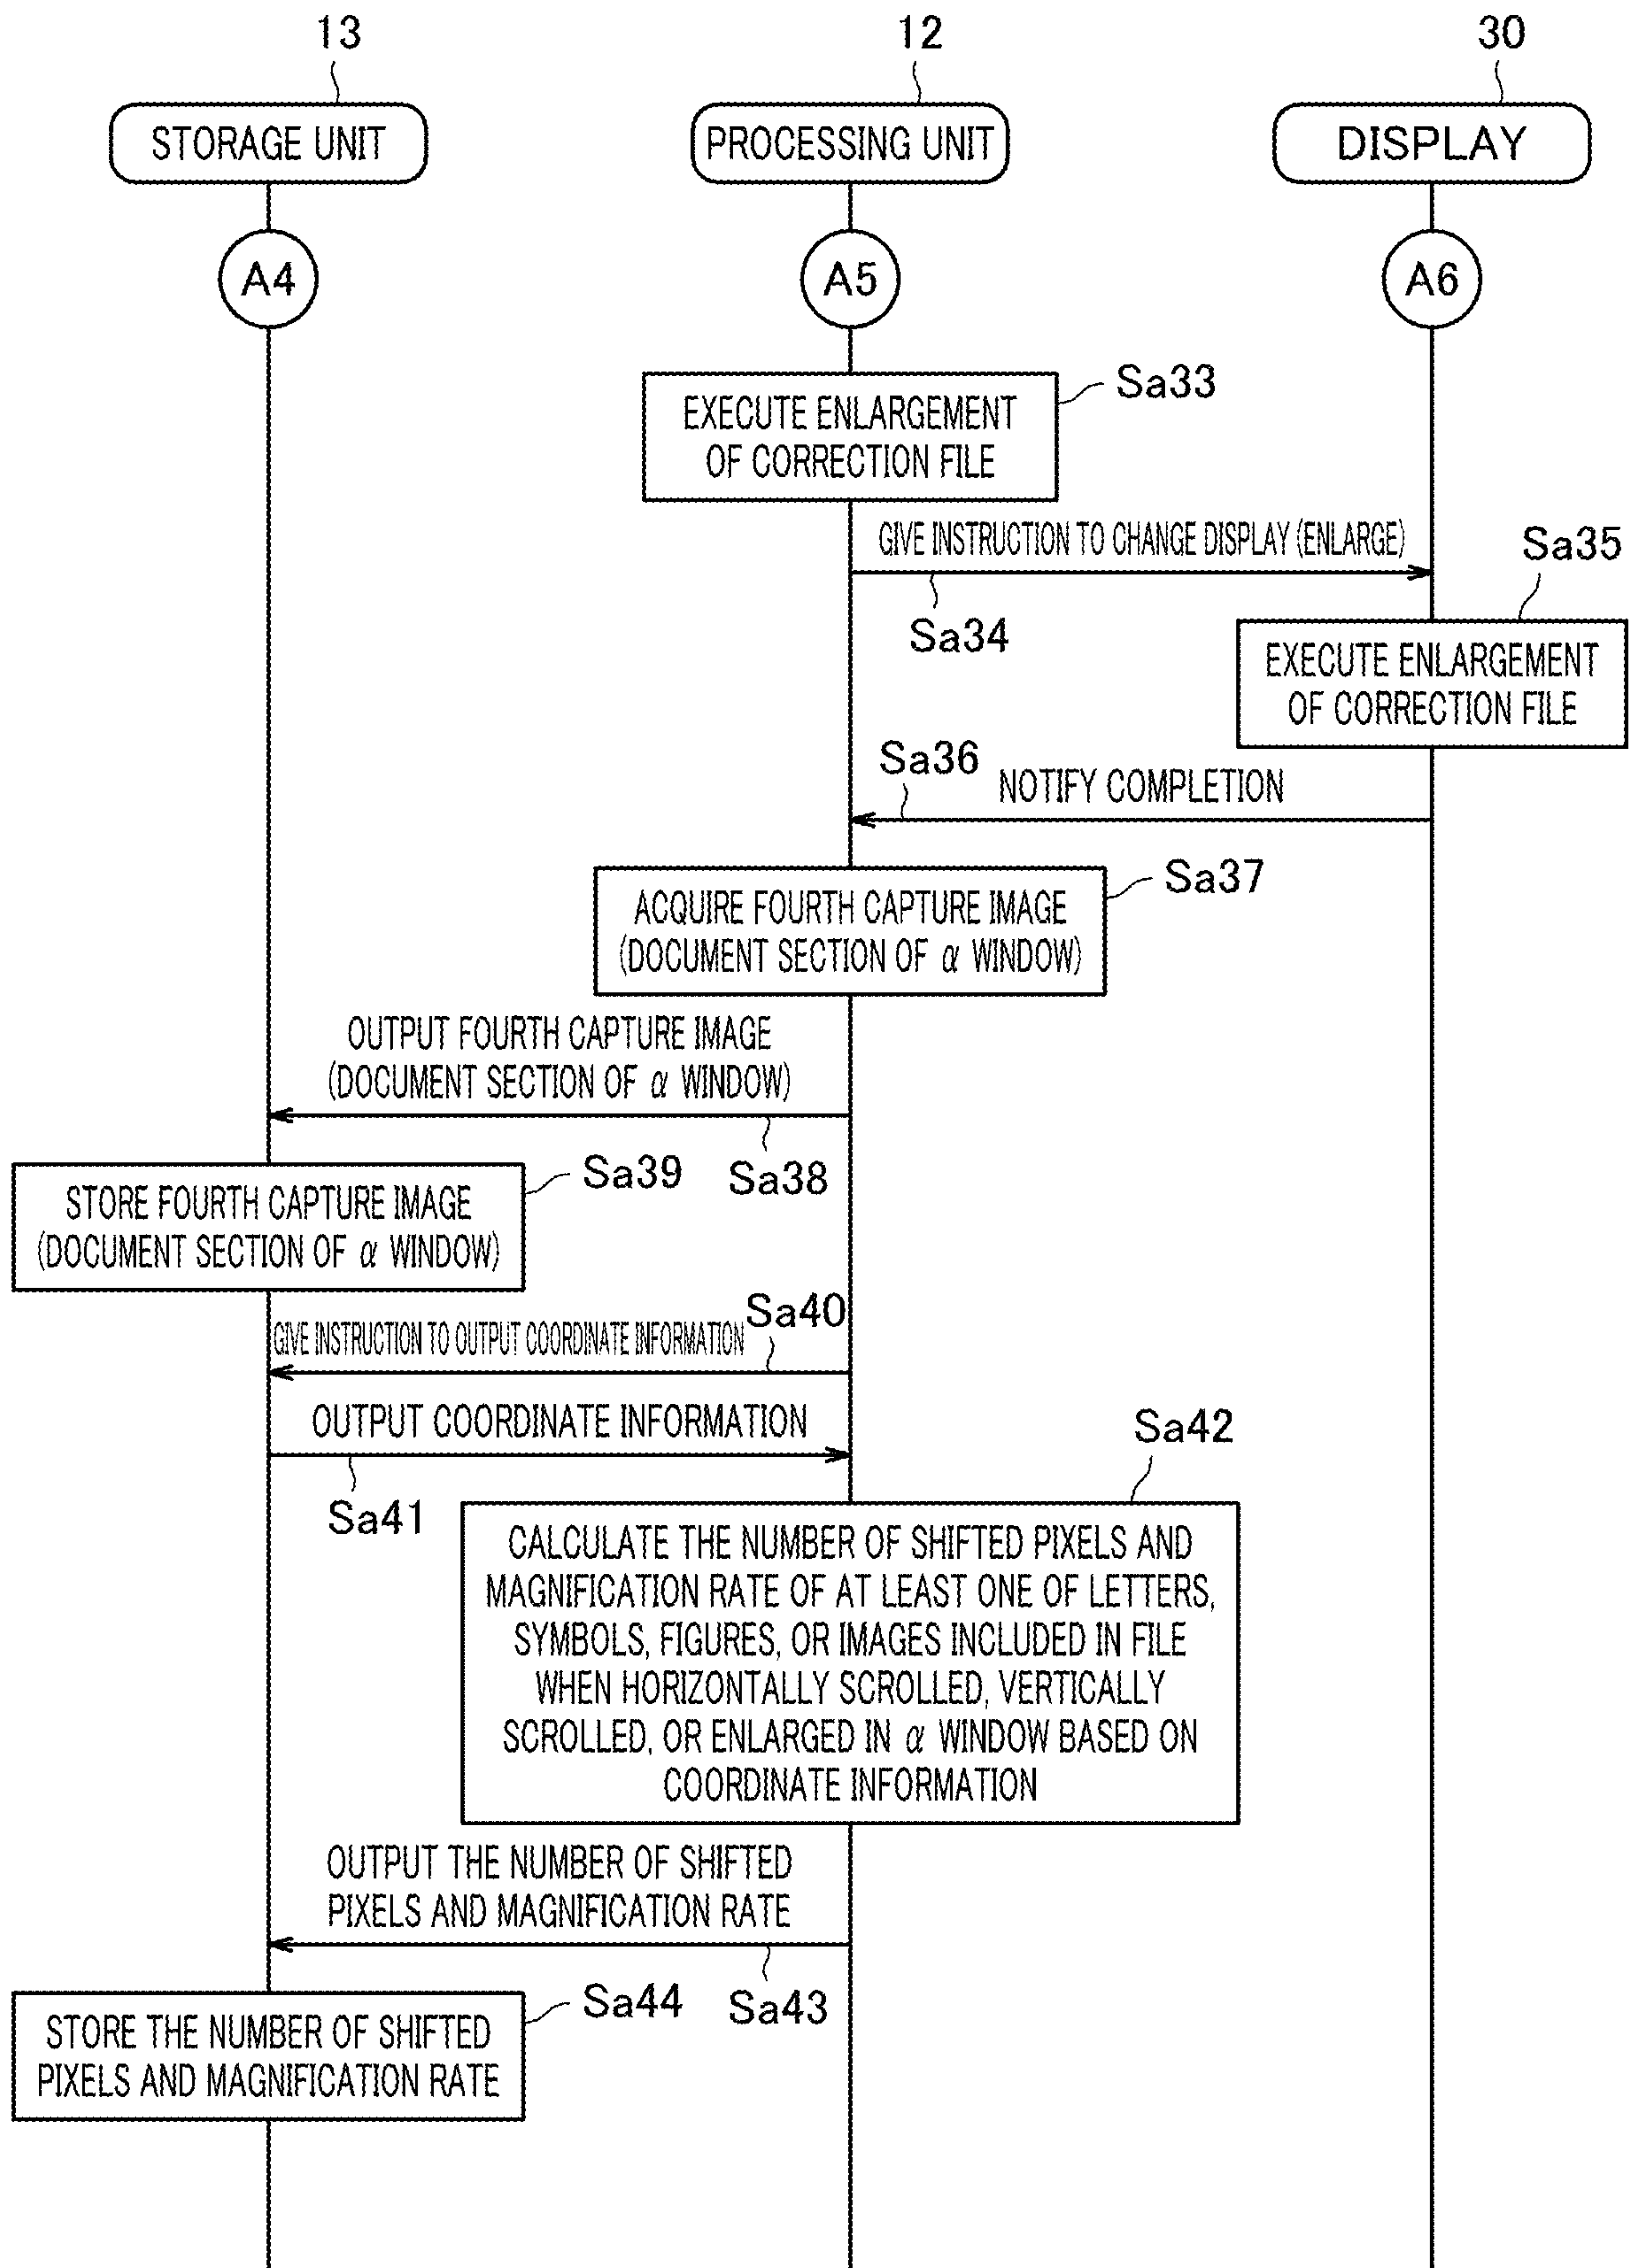 13
12
30
STORAGE UNIT
PROCESSING UNIT
DISPLAY
A4
A5
A6
Sa33
EXECUTE ENLARGEMENT
OF CORRECTION FILE
GIVE INSTRUCTION TO CHANGE DISPLAY (ENLARGE)
Sa34
Sa35
EXECUTE ENLARGEMENT
OF CORRECTION FILE
Sa36
NOTIFY COMPLETION
Sa37
ACQUIRE FOURTH CAPTURE IMAGE
(DOCUMENT SECTION OF α WINDOW)
OUTPUT FOURTH CAPTURE IMAGE
(DOCUMENT SECTION OF α WINDOW)
Sa38
Sa39
STORE FOURTH CAPTURE IMAGE
(DOCUMENT SECTION OF α WINDOW)
Sa40
GIVE INSTRUCTION TO OUTPUT COORDINATE INFORMATION
OUTPUT COORDINATE INFORMATION
Sa41
Sa42
CALCULATE THE NUMBER OF SHIFTED PIXELS AND
MAGNIFICATION RATE OF AT LEAST ONE OF LETTERS,
SYMBOLS, FIGURES, OR IMAGES INCLUDED IN FILE
WHEN HORIZONTALLY SCROLLED, VERTICALLY
SCROLLED, OR ENLARGED IN α WINDOW BASED ON
COORDINATE INFORMATION
OUTPUT THE NUMBER OF SHIFTED
PIXELS AND MAGNIFICATION RATE
Sa43
Sa44
STORE THE NUMBER OF SHIFTED
PIXELS AND MAGNIFICATION RATE